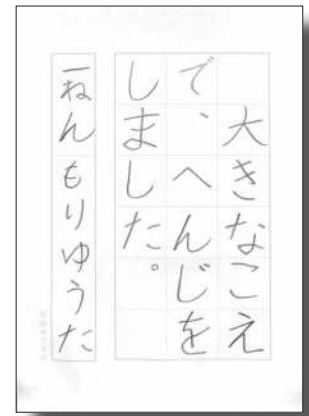 大きなこえ
で、へんじを
しました。
一ねん もりゆうた